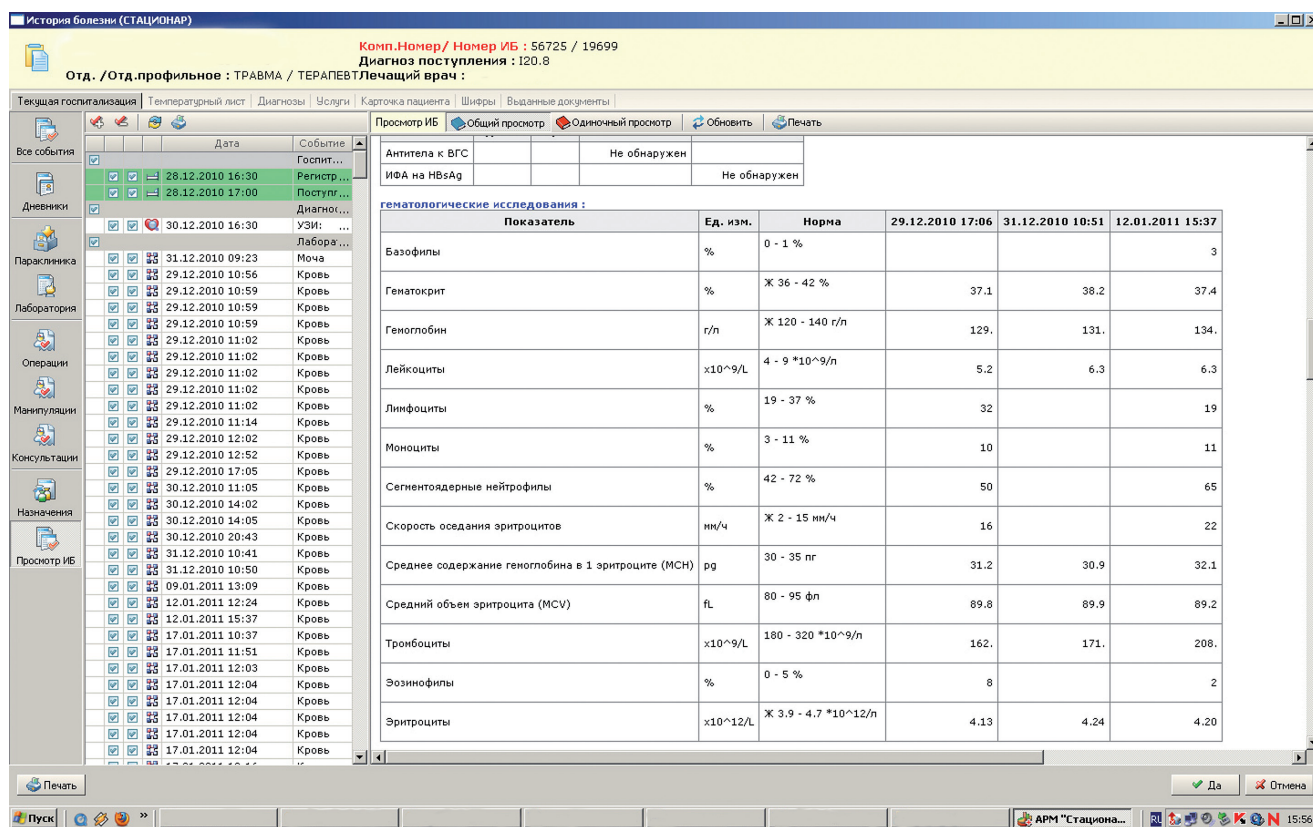 История болезни (СТАЦИОНАР)
Комп.Номер/ Номер ИБ : 56725 / 19699
Диагноз поступления : I20.8
Отд. /Отд.профильное : ТРАВМА / ТЕРАПЕВТ Лечащий врач :
Текущая госпитализация Температурный лист Диагнозы Услуги Карточка пациента Шифры Выданные документы
Просмотр ИБ Общий просмотр Одиночный просмотр Обновить Печать
Все события
Дневники
Параклиника
Лаборатория
Операции
Манипуляции
Консультации
Назначения
Просмотр ИБ
Дата Событие
Госпит...
28.12.2010 16:30 Регистр...
28.12.2010 17:00 Поступл...
Диагнос...
30.12.2010 16:30 УЗИ: ...
Лабора...
31.12.2010 09:23 Моча
29.12.2010 10:56 Кровь
29.12.2010 10:59 Кровь
29.12.2010 10:59 Кровь
29.12.2010 10:59 Кровь
29.12.2010 11:02 Кровь
29.12.2010 11:02 Кровь
29.12.2010 11:02 Кровь
29.12.2010 11:02 Кровь
29.12.2010 11:02 Кровь
29.12.2010 11:14 Кровь
29.12.2010 12:02 Кровь
29.12.2010 12:52 Кровь
29.12.2010 17:05 Кровь
30.12.2010 11:05 Кровь
30.12.2010 14:02 Кровь
30.12.2010 14:05 Кровь
30.12.2010 20:43 Кровь
31.12.2010 10:41 Кровь
31.12.2010 10:50 Кровь
09.01.2011 13:09 Кровь
12.01.2011 12:24 Кровь
12.01.2011 15:37 Кровь
17.01.2011 10:37 Кровь
17.01.2011 11:51 Кровь
17.01.2011 12:03 Кровь
17.01.2011 12:04 Кровь
17.01.2011 12:04 Кровь
17.01.2011 12:04 Кровь
17.01.2011 12:04 Кровь
17.01.2011 12:04 Кровь
Антитела к ВГС Не обнаружен
ИФА на HBsAg Не обнаружен
гематологические исследования :
Показатель Ед. изм. Норма 29.12.2010 17:06 31.12.2010 10:51 12.01.2011 15:37
Базофилы % 0 - 1 % 3
Гематокрит % Ж 36 - 42 % 37.1 38.2 37.4
Гемоглобин г/л Ж 120 - 140 г/л 129. 131. 134.
Лейкоциты x10^9/L 4 - 9 *10^9/л 5.2 6.3 6.3
Лимфоциты % 19 - 37 % 32 19
Моноциты % 3 - 11 % 10 11
Сегментоядерные нейтрофилы % 42 - 72 % 50 65
Скорость оседания эритроцитов мм/ч Ж 2 - 15 мм/ч 16 22
Среднее содержание гемоглобина в 1 эритроците (MCH) pg 30 - 35 пг 31.2 30.9 32.1
Средний объем эритроцита (MCV) fL 80 - 95 фл 89.8 89.9 89.2
Тромбоциты x10^9/L 180 - 320 *10^9/л 162. 171. 208.
Эозинофилы % 0 - 5 % 8 2
Эритроциты x10^12/L Ж 3.9 - 4.7 *10^12/л 4.13 4.24 4.20
Печать Да Отмена
Пуск » АРМ "Стациона... RL 15:56